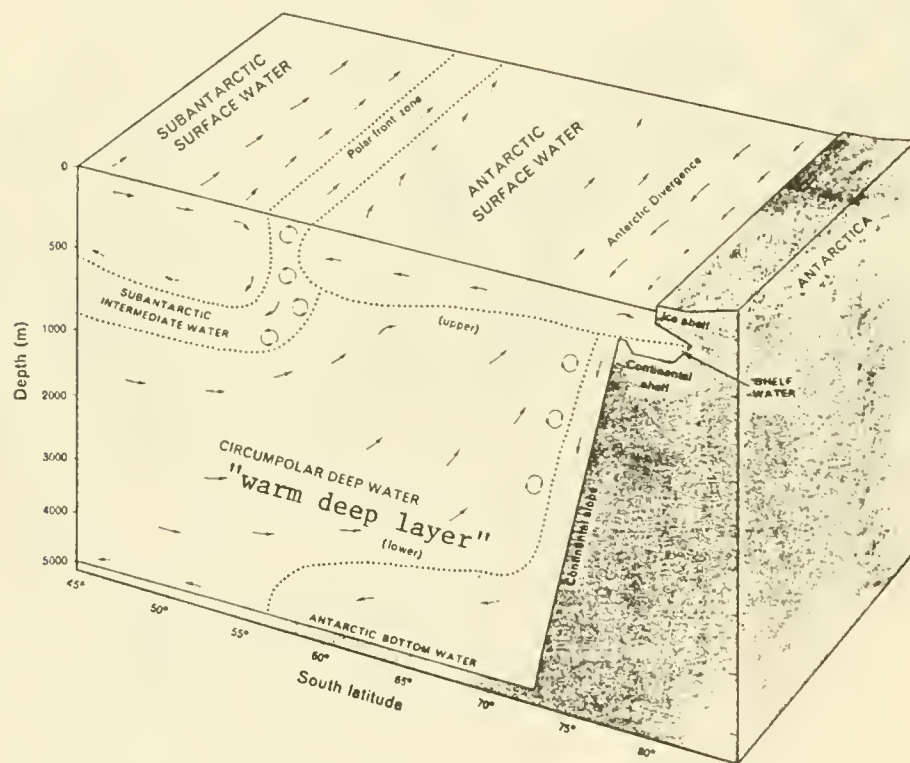 SUBANTARCTIC
SURFACE WATER
Polar front zone
ANTARCTIC
SURFACE WATER
Antarctic Divergence
ANTARCTICA
0
500
1000
2000
3000
4000
5000
Depth (m)
SUBANTARCTIC
INTERMEDIATE WATER
(upper)
Ice shelf
Continental
shelf
SHELF
WATER
CIRCUMPOLAR DEEP WATER
"warm deep layer"
(lower)
Continental slope
ANTARCTIC BOTTOM WATER
45°
50°
55°
60°
65°
70°
75°
80°
South latitude